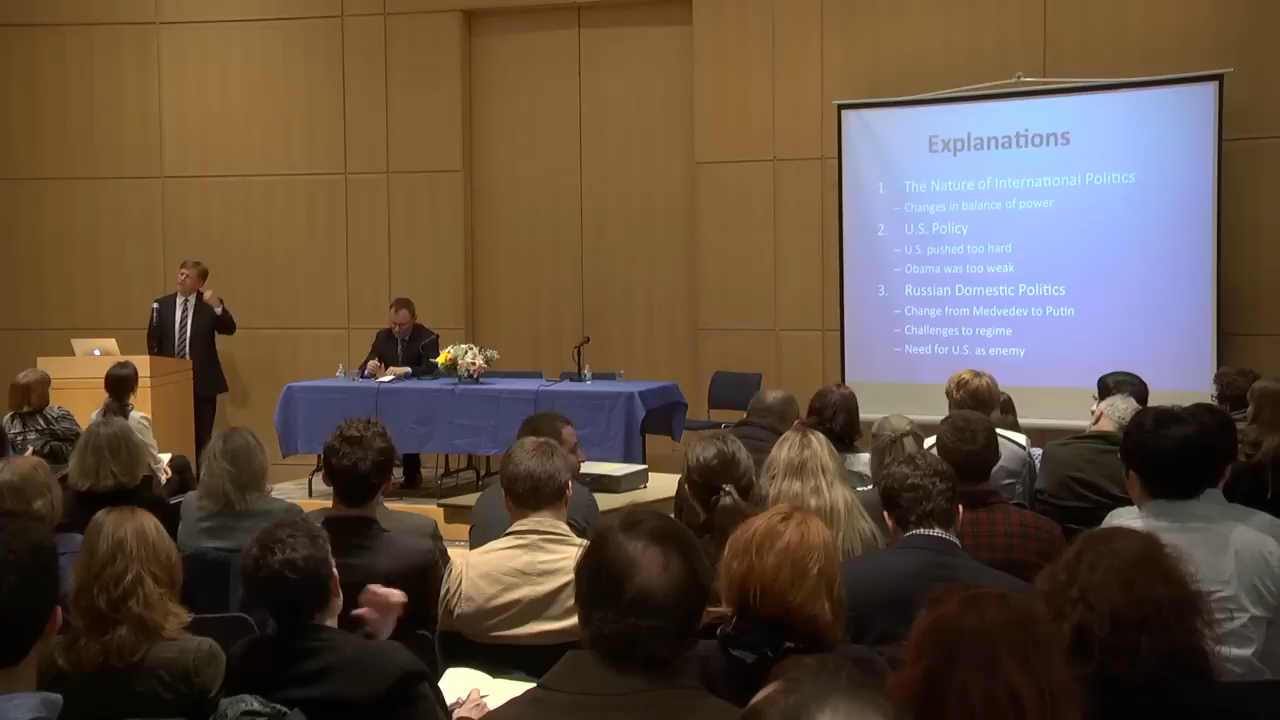 Explanations
1. The Nature of International Politics
– Changes in balance of power
2. U.S. Policy
– U.S. pushed too hard
– Obama was too weak
3. Russian Domestic Politics
– Change from Medvedev to Putin
– Challenges to regime
– Need for U.S. as enemy